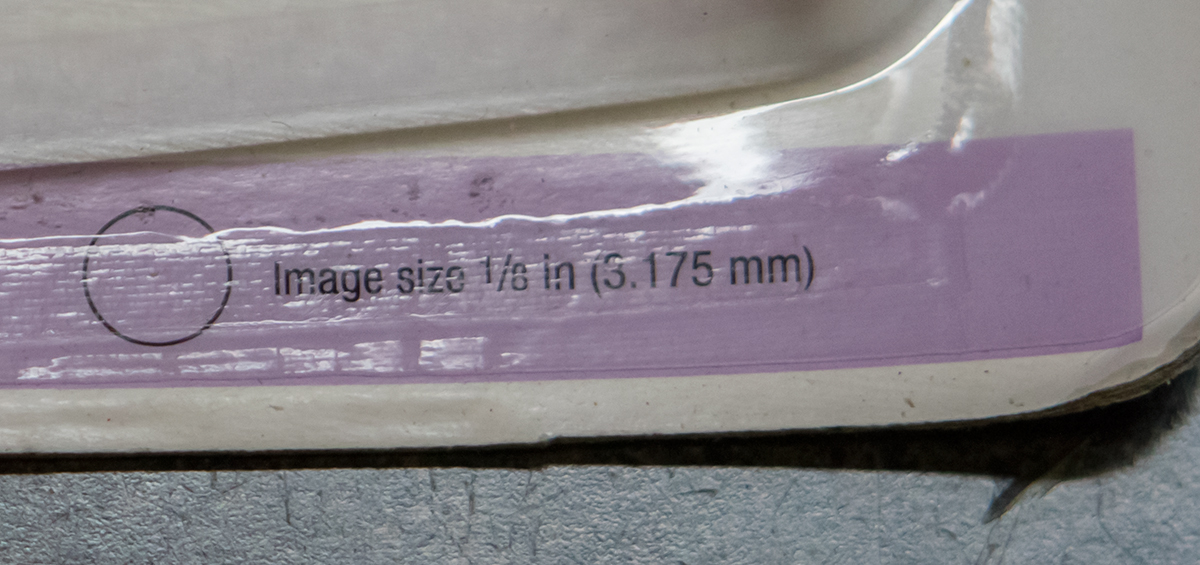 Image size 1/8 in (3.175 mm)